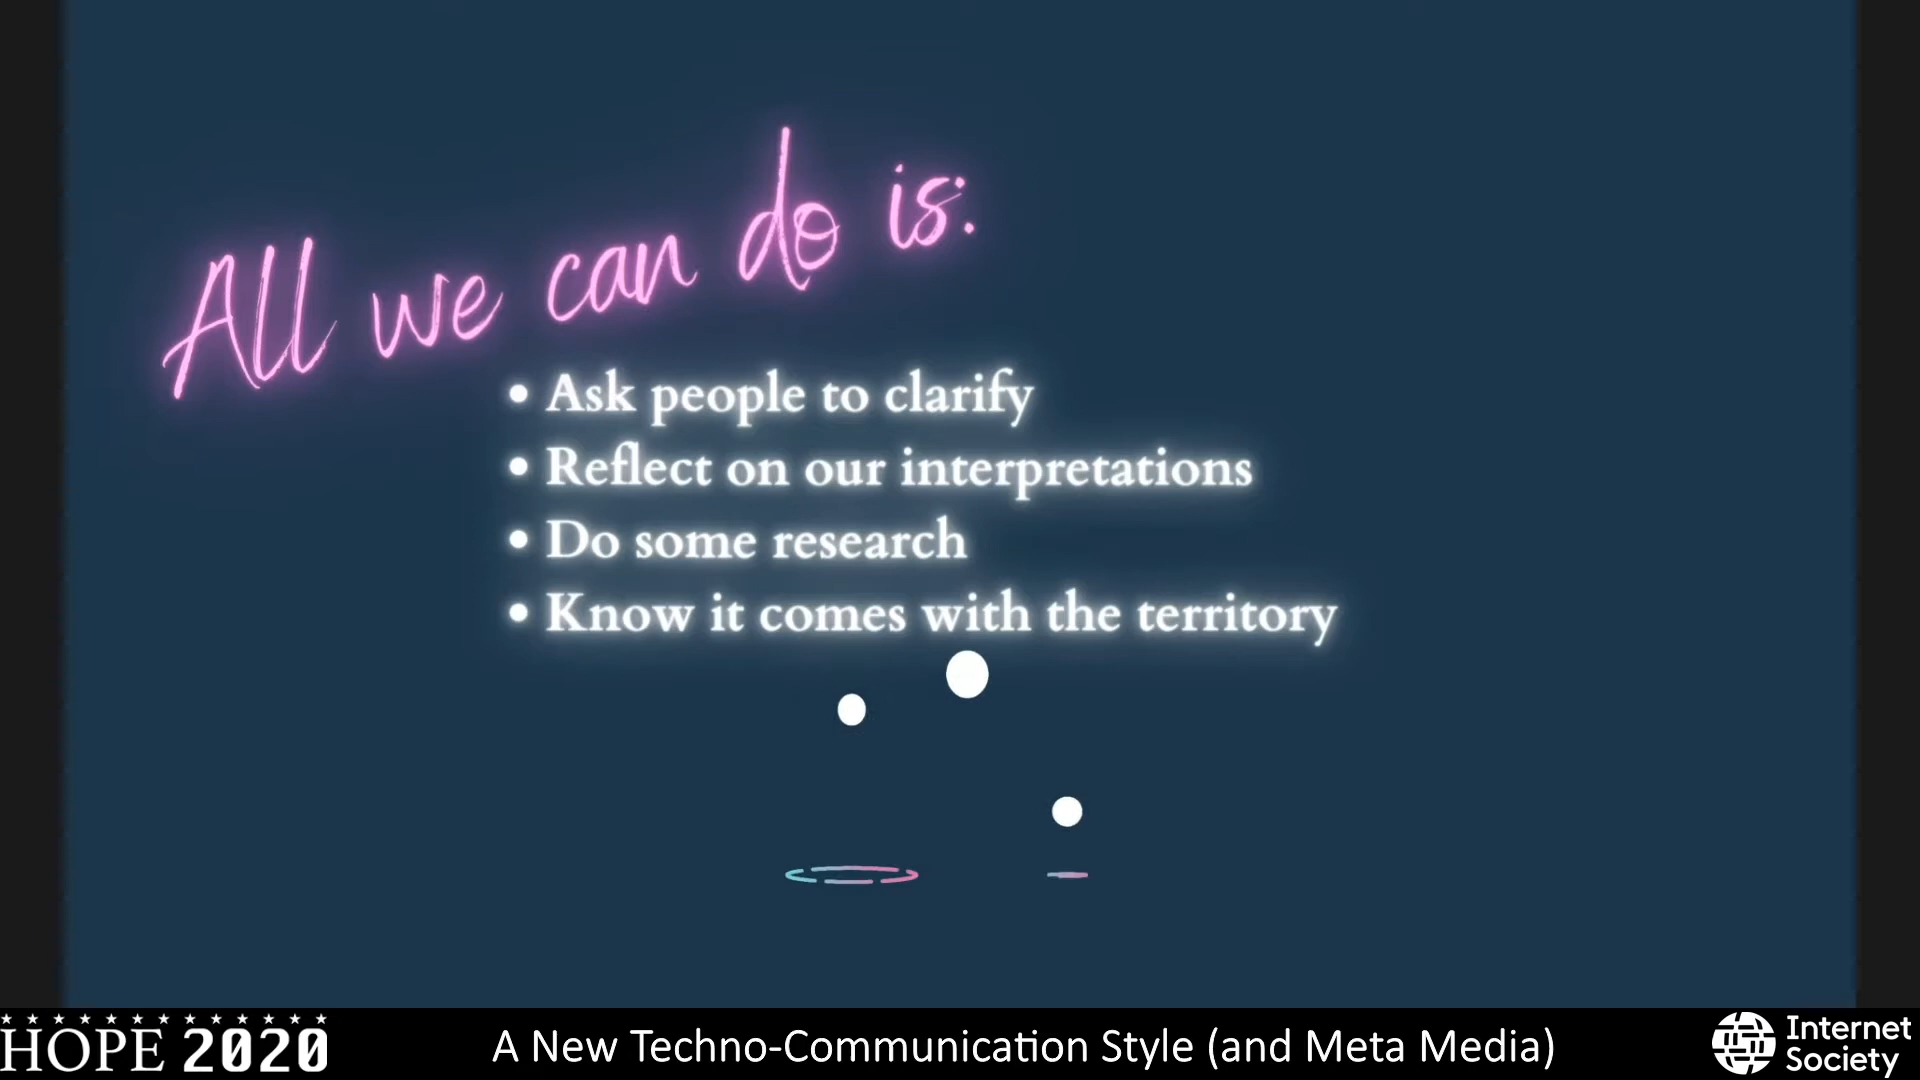 All we can do is:
• Ask people to clarify
• Reflect on our interpretations
• Do some research
• Know it comes with the territory
HOPE 2020
A New Techno-Communication Style (and Meta Media)
Internet
Society